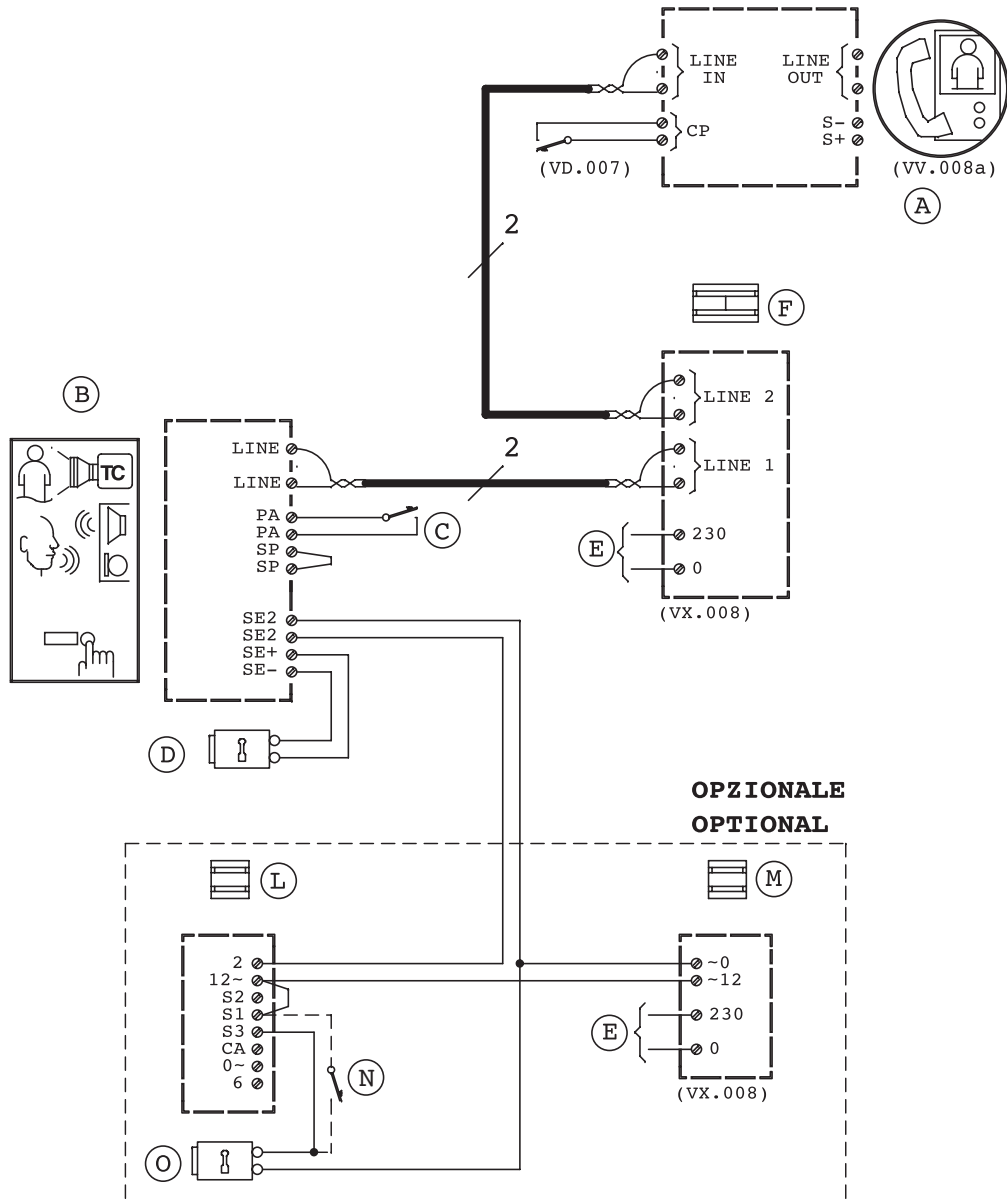 LINE
IN
LINE
OUT
CP
S-
S+
(VD.007)
(VV.008a)
A
2
F
B
LINE 2
TC
LINE
2
LINE 1
LINE
PA
C
PA
SP
SP
E
230
0
(VX.008)
SE2
SE2
SE+
SE-
D
OPZIONALE
OPTIONAL
L
M
2
12~
S2
S1
S3
CA
0~
6
~0
~12
E
230
0
N
(VX.008)
O